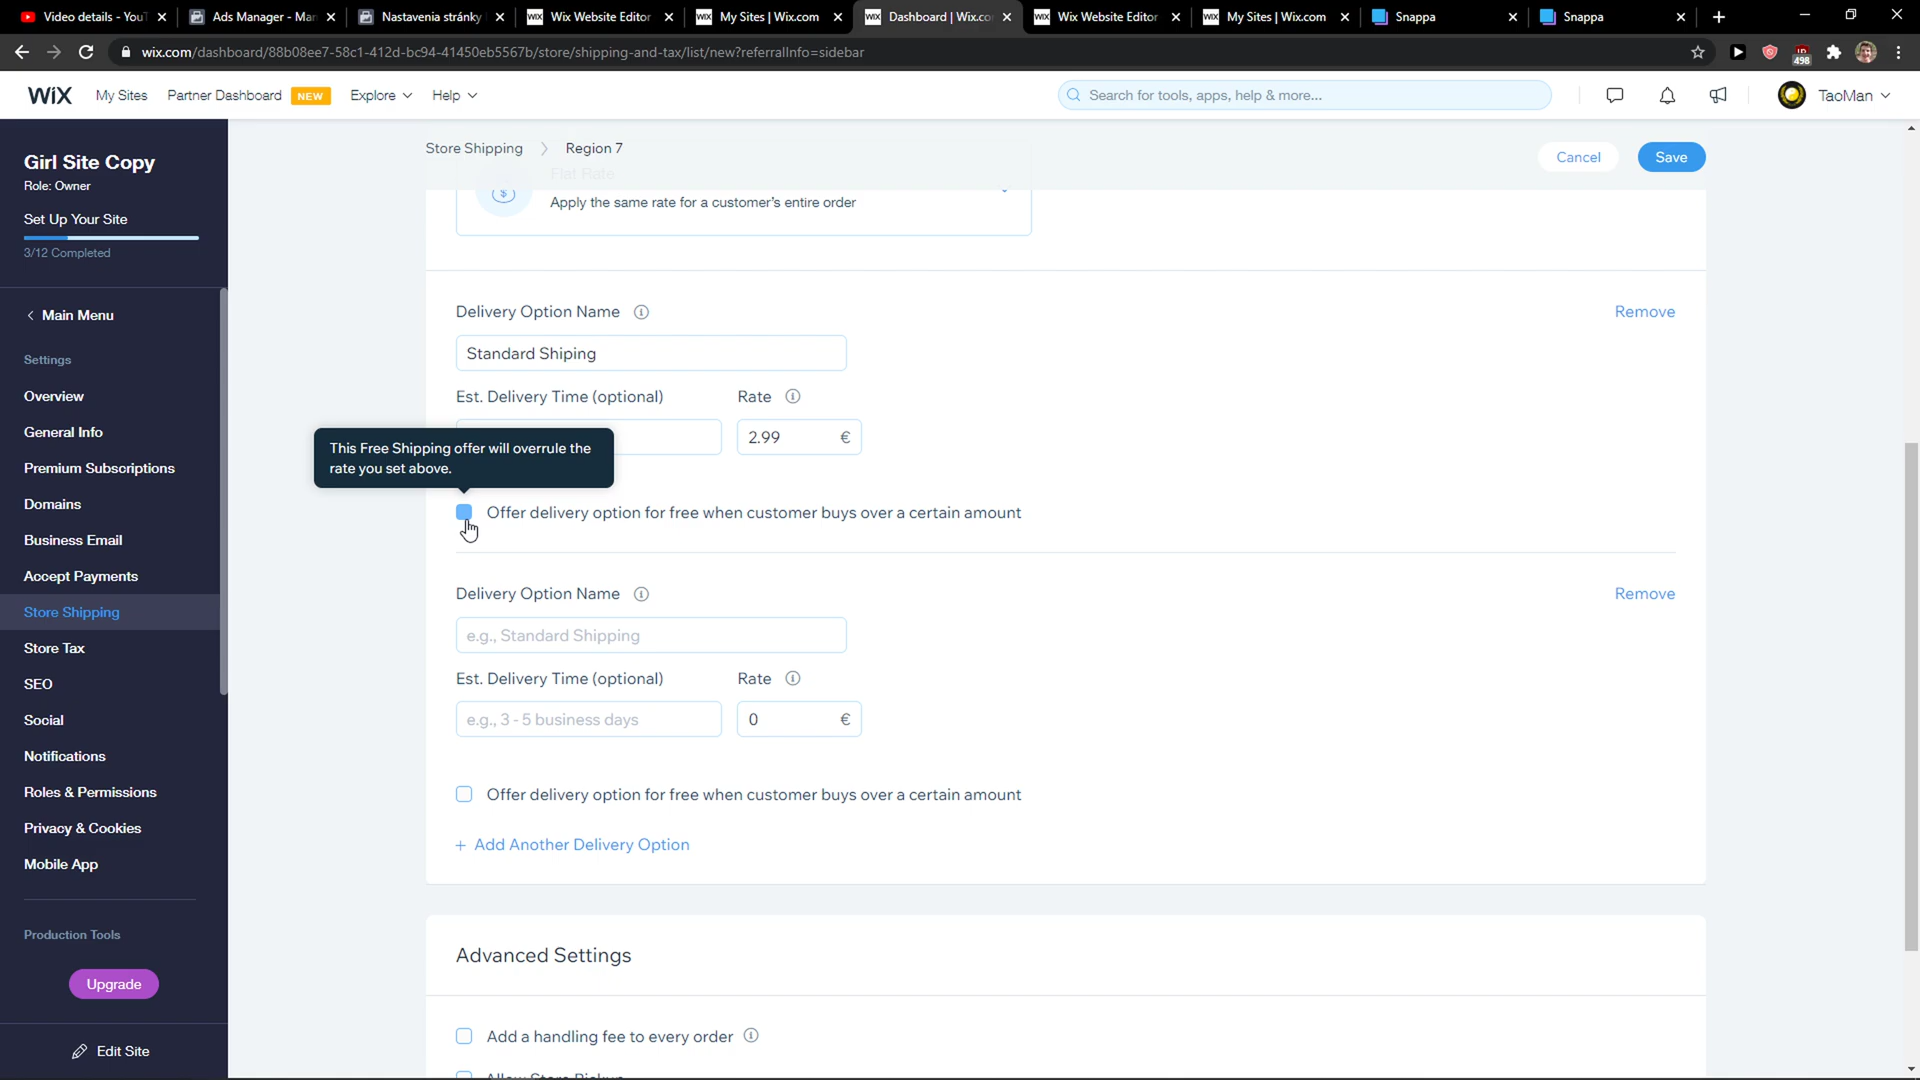 Video details - YouT
Ads Manager - Man
Nastavenia stránky
Wix Website Editor
My Sites | Wix.com
Dashboard | Wix.co
Wix Website Editor
My Sites | Wix.com
Snappa
Snappa
wix.com/dashboard/88b08ee7-58c1-412d-bc94-41450eb5567b/store/shipping-and-tax/list/new?referralInfo=sidebar
498
WiX My Sites Partner Dashboard NEW Explore Help
Search for tools, apps, help & more...
TaoMan
Girl Site Copy
Role: Owner
Set Up Your Site
3/12 Completed
Main Menu
Settings
Overview
General Info
Premium Subscriptions
Domains
Business Email
Accept Payments
Store Shipping
Store Tax
SEO
Social
Notifications
Roles & Permissions
Privacy & Cookies
Mobile App
Production Tools
Upgrade
Edit Site
Store Shipping Region 7
Cancel Save
Flat Rate
Apply the same rate for a customer's entire order
Delivery Option Name
Remove
Standard Shiping
Est. Delivery Time (optional) Rate
2.99 €
This Free Shipping offer will overrule the
rate you set above.
Offer delivery option for free when customer buys over a certain amount
Delivery Option Name
Remove
e.g., Standard Shipping
Est. Delivery Time (optional) Rate
e.g., 3 - 5 business days 0 €
Offer delivery option for free when customer buys over a certain amount
+ Add Another Delivery Option
Advanced Settings
Add a handling fee to every order
Allow Store Pickup